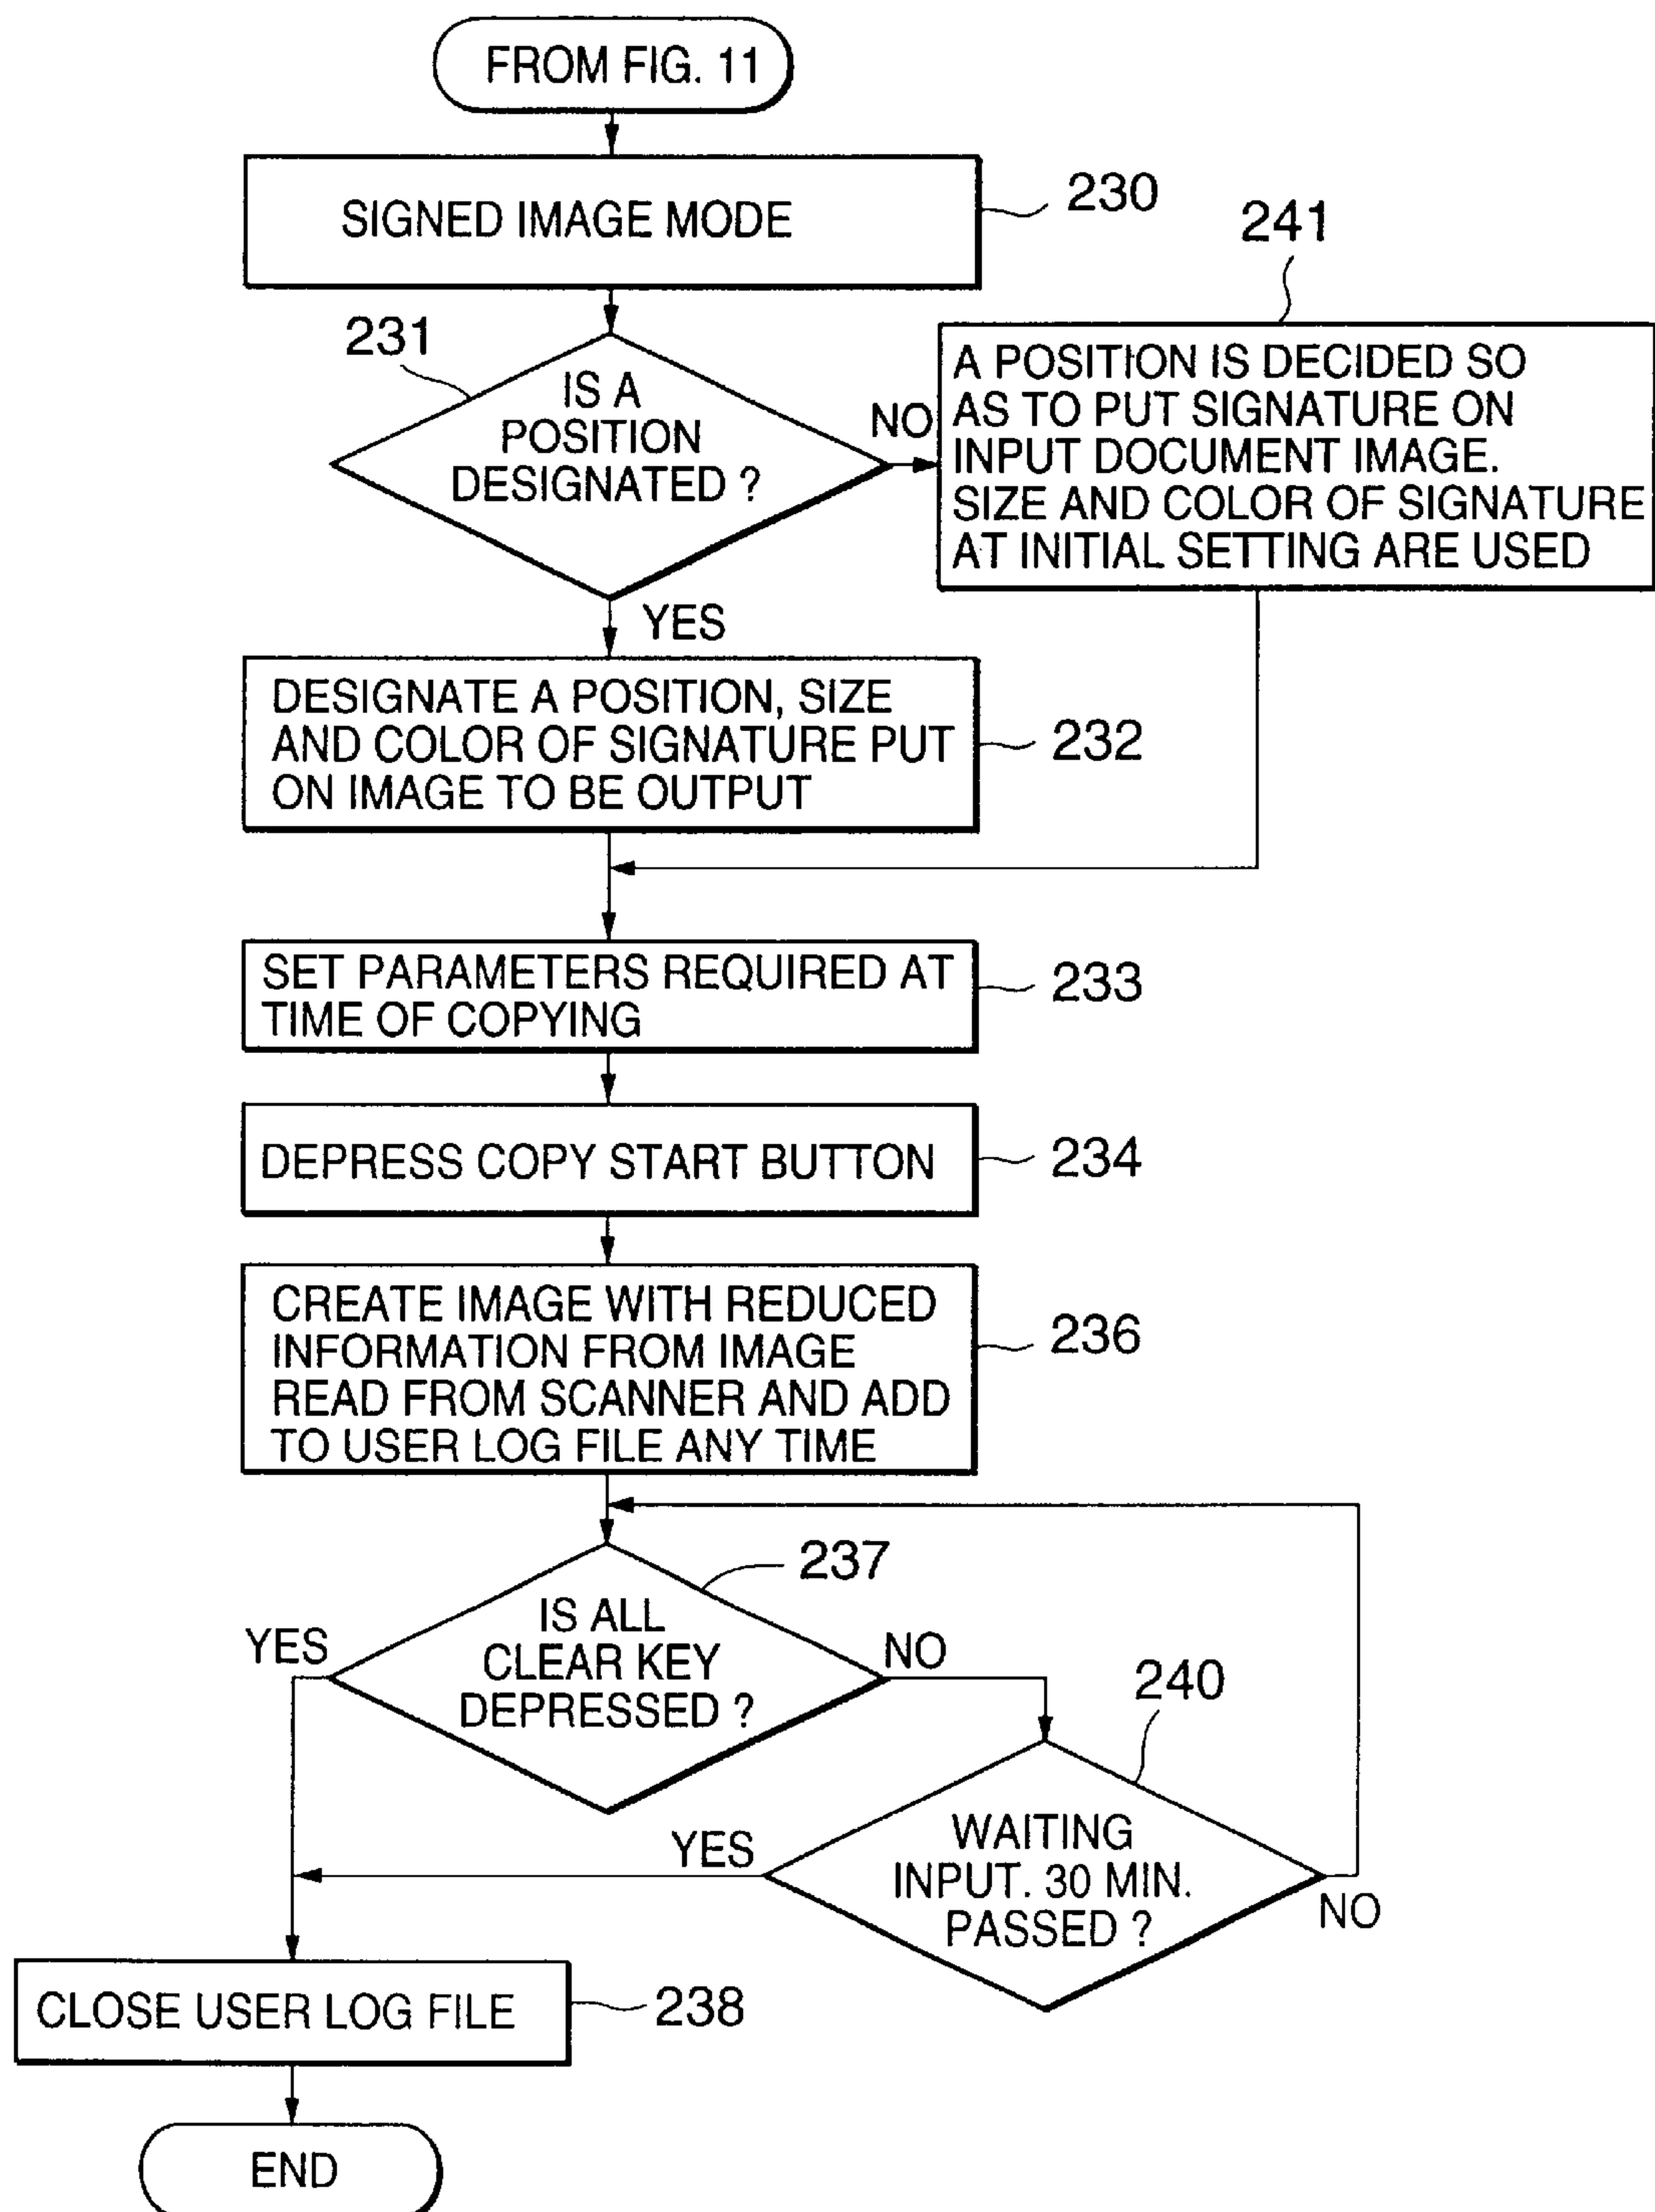 FROM FIG. 11
SIGNED IMAGE MODE
230
241
231
IS A
POSITION
DESIGNATED ?
NO
A POSITION IS DECIDED SO
AS TO PUT SIGNATURE ON
INPUT DOCUMENT IMAGE.
SIZE AND COLOR OF SIGNATURE
AT INITIAL SETTING ARE USED
YES
DESIGNATE A POSITION, SIZE
AND COLOR OF SIGNATURE PUT
ON IMAGE TO BE OUTPUT
232
SET PARAMETERS REQUIRED AT
TIME OF COPYING
233
DEPRESS COPY START BUTTON
234
CREATE IMAGE WITH REDUCED
INFORMATION FROM IMAGE
READ FROM SCANNER AND ADD
TO USER LOG FILE ANY TIME
236
237
IS ALL
CLEAR KEY
DEPRESSED ?
YES
NO
240
WAITING
INPUT. 30 MIN.
PASSED ?
YES
NO
CLOSE USER LOG FILE
238
END